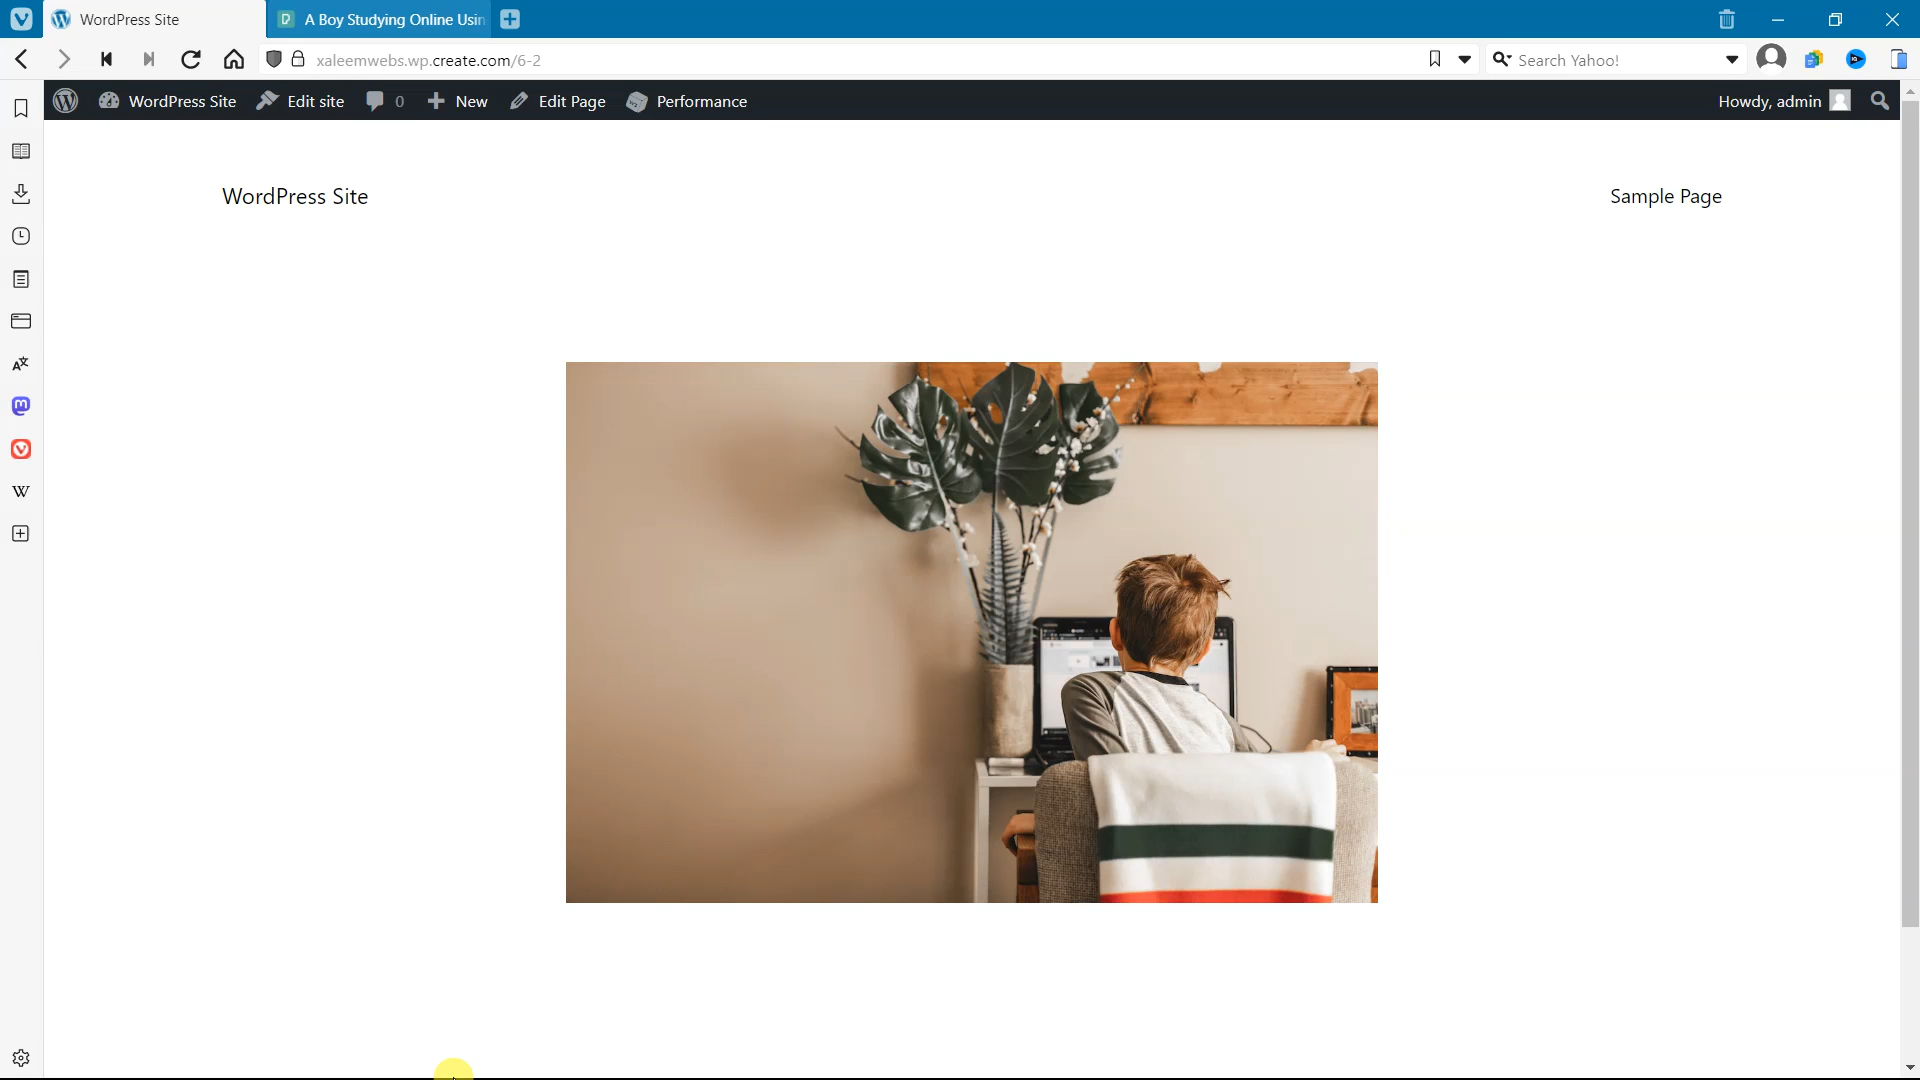 WordPress Site
A Boy Studying Online Usin
xaleemwebs.wp.create.com/6-2
Search Yahoo!
WordPress Site
Edit site
0
New
Edit Page
Performance
Howdy, admin
WordPress Site
Sample Page